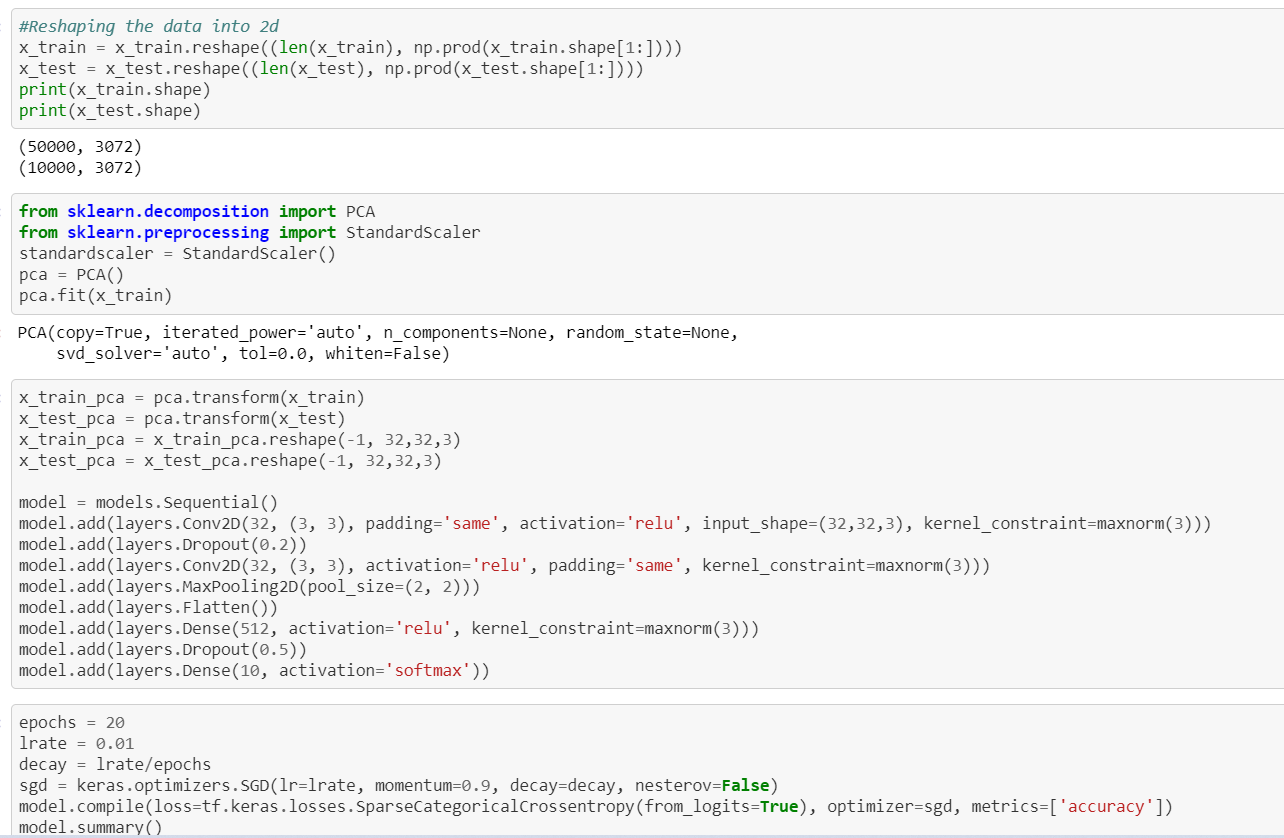 #Reshaping the data into 2d
x_train = x_train.reshape((len(x_train), np.prod(x_train.shape[1:])))
x_test = x_test.reshape((len(x_test), np.prod(x_test.shape[1:])))
print(x_train.shape)
print(x_test.shape)
(50000, 3072)
(10000, 3072)
from sklearn.decomposition import PCA
from sklearn.preprocessing import StandardScaler
standardscaler = StandardScaler()
pca = PCA()
pca.fit(x_train)
PCA(copy=True, iterated_power='auto', n_components=None, random_state=None,
    svd_solver='auto', tol=0.0, whiten=False)
x_train_pca = pca.transform(x_train)
x_test_pca = pca.transform(x_test)
x_train_pca = x_train_pca.reshape(-1, 32,32,3)
x_test_pca = x_test_pca.reshape(-1, 32,32,3)
model = models.Sequential()
model.add(layers.Conv2D(32, (3, 3), padding='same', activation='relu', input_shape=(32,32,3), kernel_constraint=maxnorm(3)))
model.add(layers.Dropout(0.2))
model.add(layers.Conv2D(32, (3, 3), activation='relu', padding='same', kernel_constraint=maxnorm(3)))
model.add(layers.MaxPooling2D(pool_size=(2, 2)))
model.add(layers.Flatten())
model.add(layers.Dense(512, activation='relu', kernel_constraint=maxnorm(3)))
model.add(layers.Dropout(0.5))
model.add(layers.Dense(10, activation='softmax'))
epochs = 20
lrate = 0.01
decay = lrate/epochs
sgd = keras.optimizers.SGD(lr=lrate, momentum=0.9, decay=decay, nesterov=False)
model.compile(loss=tf.keras.losses.SparseCategoricalCrossentropy(from_logits=True), optimizer=sgd, metrics=['accuracy'])
model.summary()